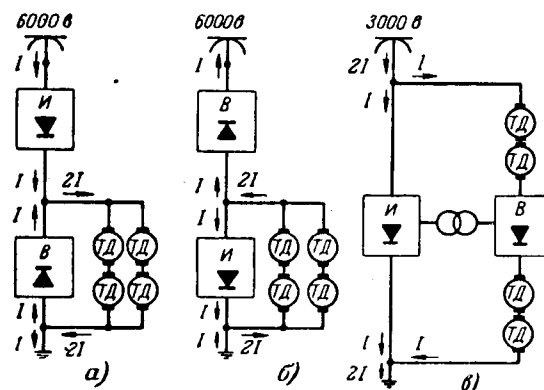 6000 в 6000 в 3000 в
I I 2I I
И В I
ТД
ТД
I 2I I 2I И В
I I
В ТД ТД И ТД ТД ТД
ТД ТД ТД ТД ТД
I 2I I 2I I I
I I 2I
а) б) в)